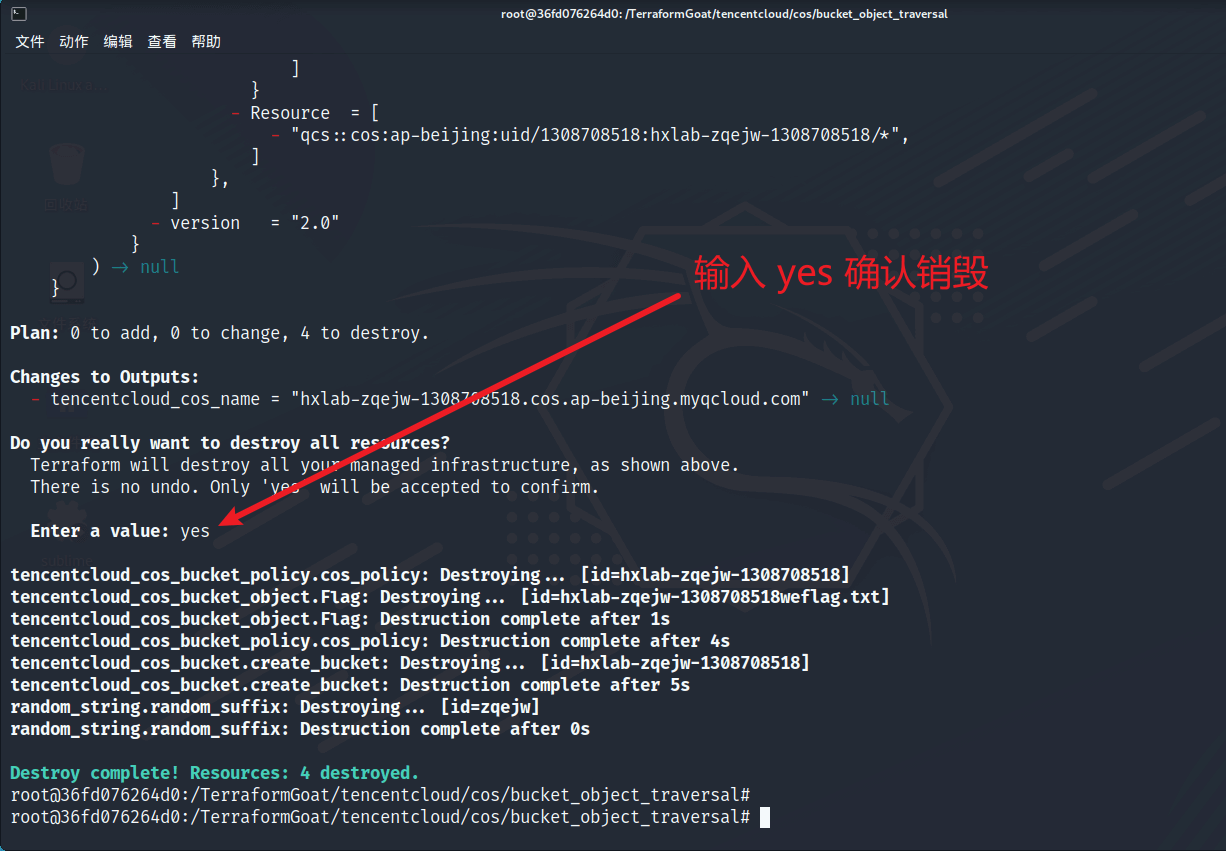 root@36fd076264d0: /TerraformGoat/tencentcloud/cos/bucket_object_traversal
文件 动作 编辑 查看 帮助
]
}
- Resource = [
- "qcs::cos:ap-beijing:uid/1308708518:hxlab-zqejw-1308708518/*",
]
},
]
- version = "2.0"
}
) -> null
}
输入 yes 确认销毁
Plan: 0 to add, 0 to change, 4 to destroy.
Changes to Outputs:
- tencentcloud_cos_name = "hxlab-zqejw-1308708518.cos.ap-beijing.myqcloud.com" -> null
Do you really want to destroy all resources?
Terraform will destroy all your managed infrastructure, as shown above.
There is no undo. Only 'yes' will be accepted to confirm.
Enter a value: yes
tencentcloud_cos_bucket_policy.cos_policy: Destroying... [id=hxlab-zqejw-1308708518]
tencentcloud_cos_bucket_object.Flag: Destroying... [id=hxlab-zqejw-1308708518weflag.txt]
tencentcloud_cos_bucket_object.Flag: Destruction complete after 1s
tencentcloud_cos_bucket_policy.cos_policy: Destruction complete after 4s
tencentcloud_cos_bucket.create_bucket: Destroying... [id=hxlab-zqejw-1308708518]
tencentcloud_cos_bucket.create_bucket: Destruction complete after 5s
random_string.random_suffix: Destroying... [id=zqejw]
random_string.random_suffix: Destruction complete after 0s
Destroy complete! Resources: 4 destroyed.
root@36fd076264d0:/TerraformGoat/tencentcloud/cos/bucket_object_traversal#
root@36fd076264d0:/TerraformGoat/tencentcloud/cos/bucket_object_traversal#